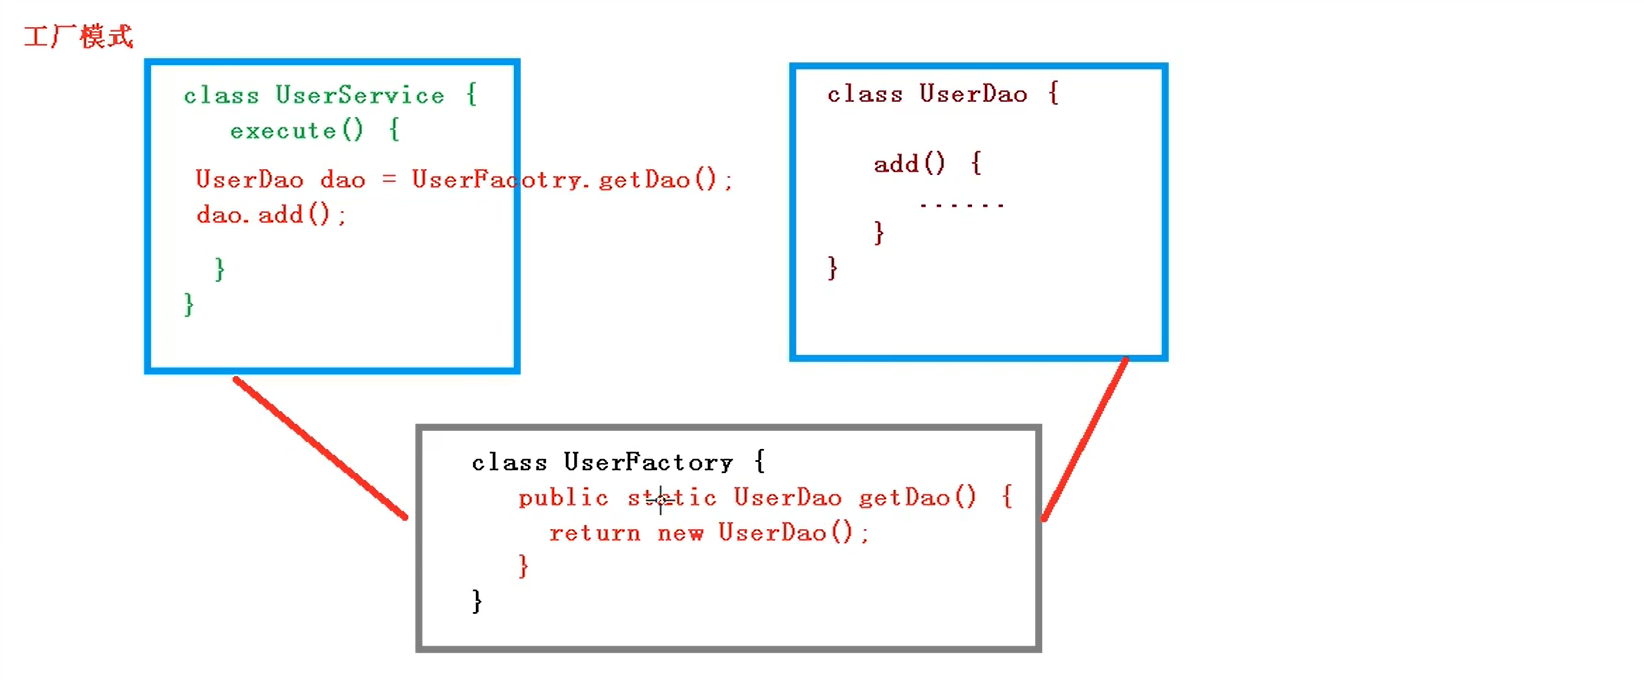 工厂模式
class UserService {
execute() {
UserDao dao = UserFacotry.getDao();
dao.add();
}
}
class UserDao {
add() {
......
}
}
class UserFactory {
public static UserDao getDao() {
return new UserDao();
}
}